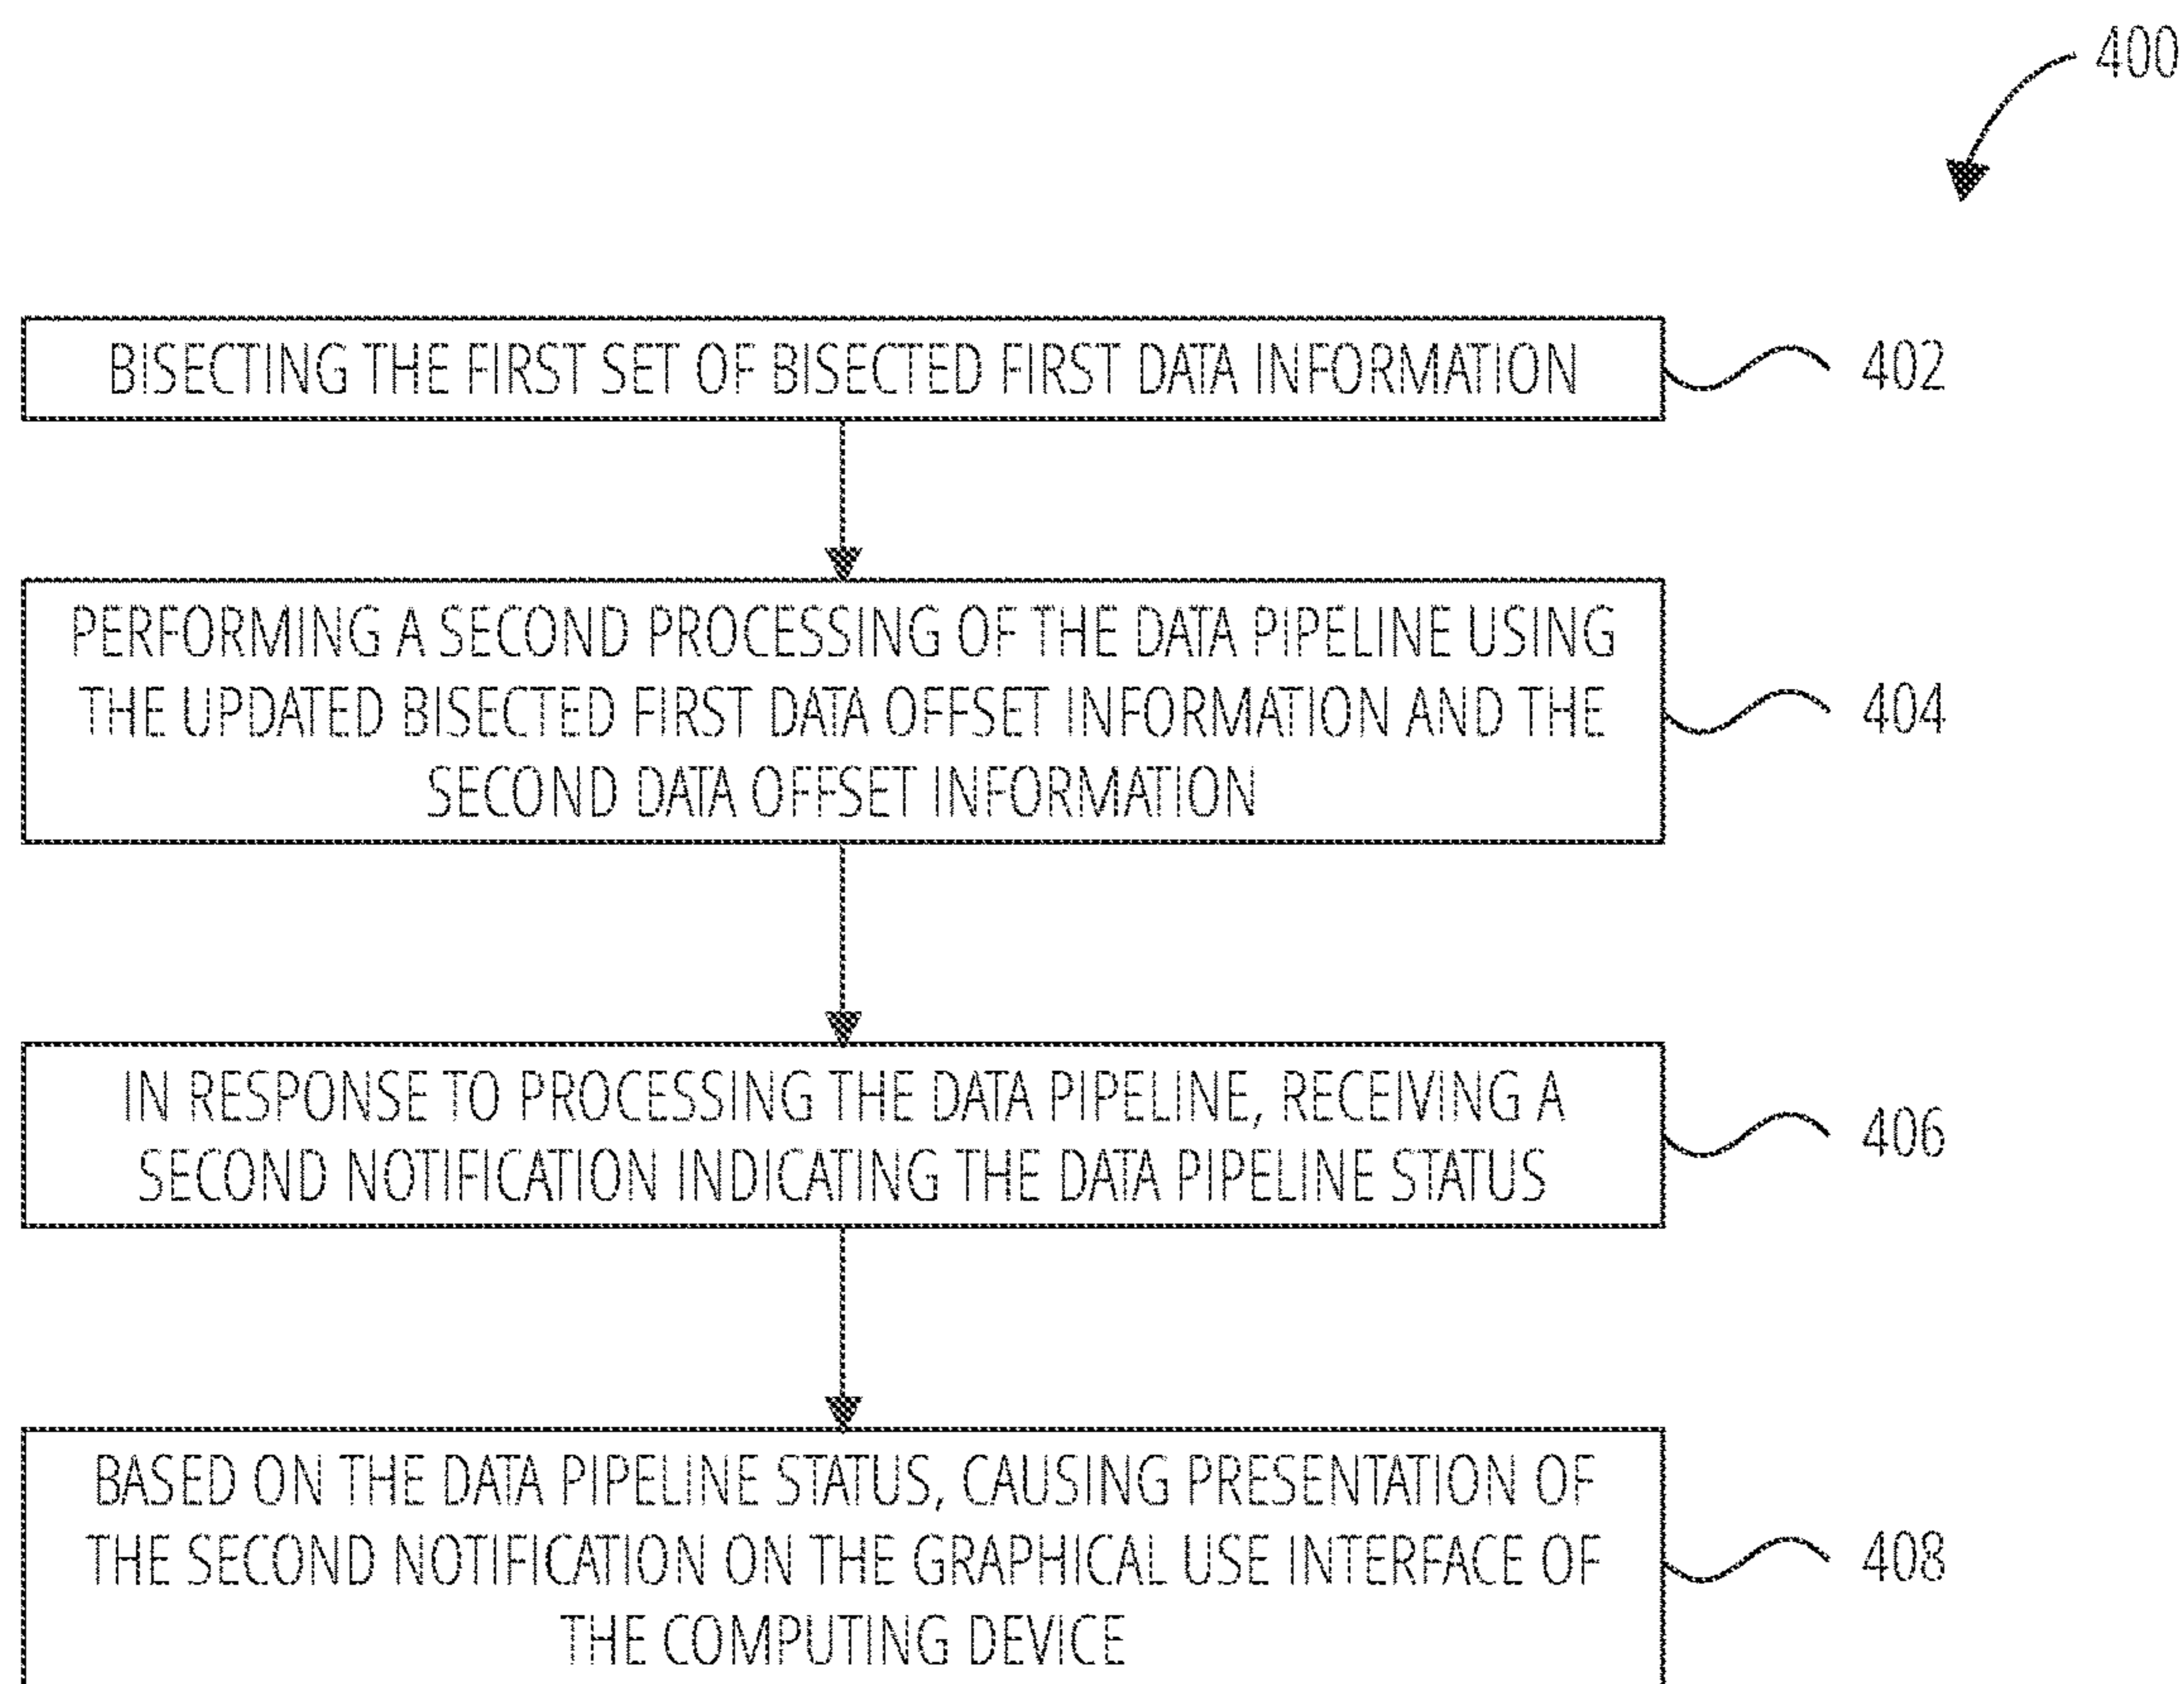 400
BISECTING THE FIRST SET OF BISECTED FIRST DATA INFORMATION
402
PERFORMING A SECOND PROCESSING OF THE DATA PIPELINE USING
THE UPDATED BISECTED FIRST DATA OFFSET INFORMATION AND THE
SECOND DATA OFFSET INFORMATION
404
IN RESPONSE TO PROCESSING THE DATA PIPELINE, RECEIVING A
SECOND NOTIFICATION INDICATING THE DATA PIPELINE STATUS
406
BASED ON THE DATA PIPELINE STATUS, CAUSING PRESENTATION OF
THE SECOND NOTIFICATION ON THE GRAPHICAL USE INTERFACE OF
THE COMPUTING DEVICE
408